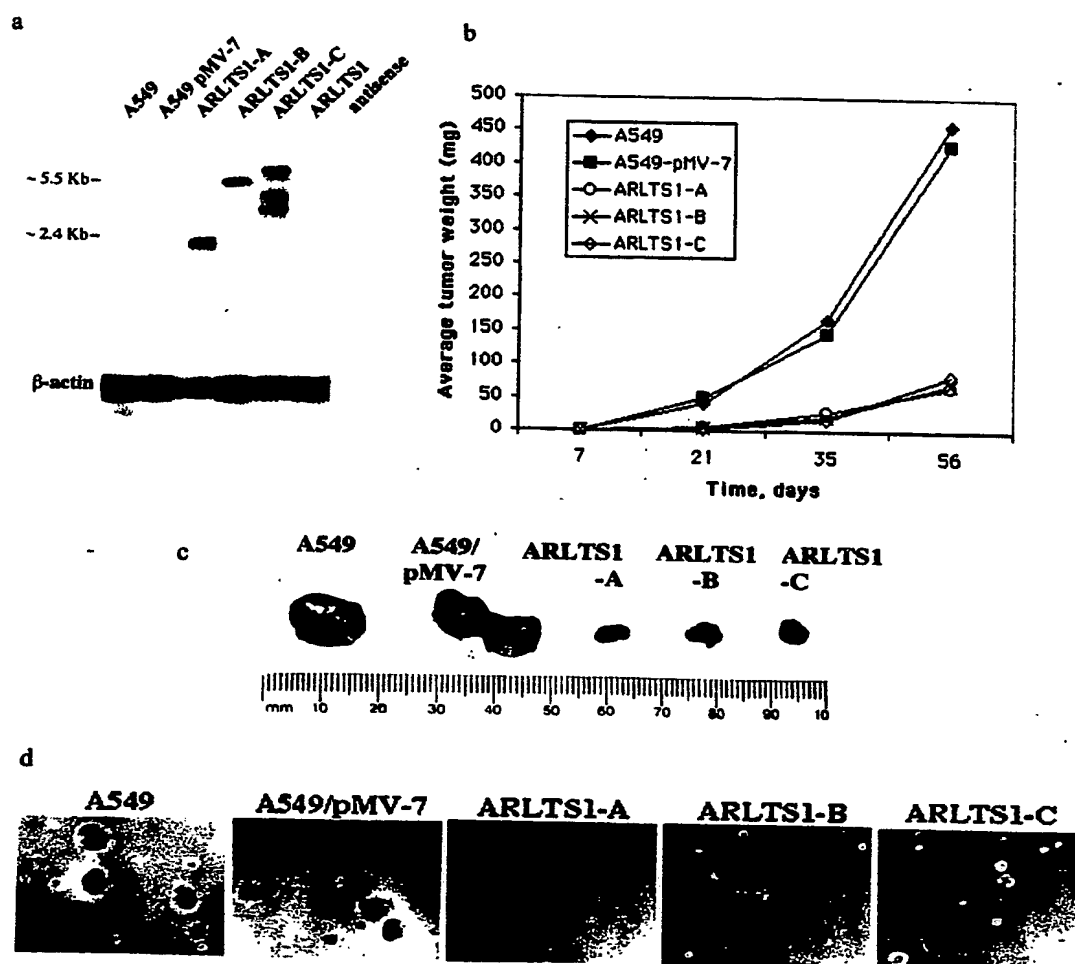 a
A549
A549 pMV-7
ARLTS1-A
ARLTS1-B
ARLTS1-C
ARLTS1
antisense
~ 5.5 Kb-
~ 2.4 Kb-
β-actin
b
500
450
400
350
300
250
200
150
100
50
0
Average tumor weight (mg)
A549
A549-pMV-7
ARLTS1-A
ARLTS1-B
ARLTS1-C
7 21 35 56
Time, days
c
A549
A549/
pMV-7
ARLTS1
-A
ARLTS1
-B
ARLTS1
-C
mm 10 20 30 40 50 60 70 80 90 10
d
A549
A549/pMV-7
ARLTS1-A
ARLTS1-B
ARLTS1-C